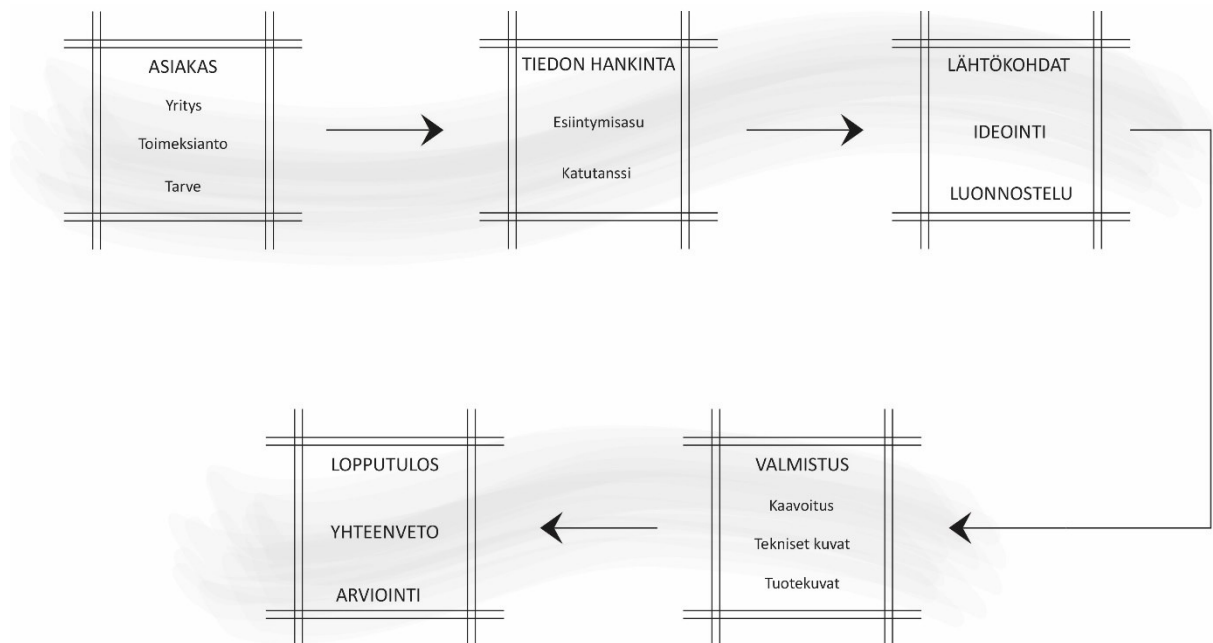 ASIAKAS
Yritys
Toimeksianto
Tarve
TIEDON HANKINTA
Esiintymisasu
Katutanssi
LÄHTÖKOHDAT
IDEOINTI
LUONNOSTELU
VALMISTUS
Kaavoitus
Tekniset kuvat
Tuotekuvat
LOPPUTULOS
YHTEENVETO
ARVIOINTI